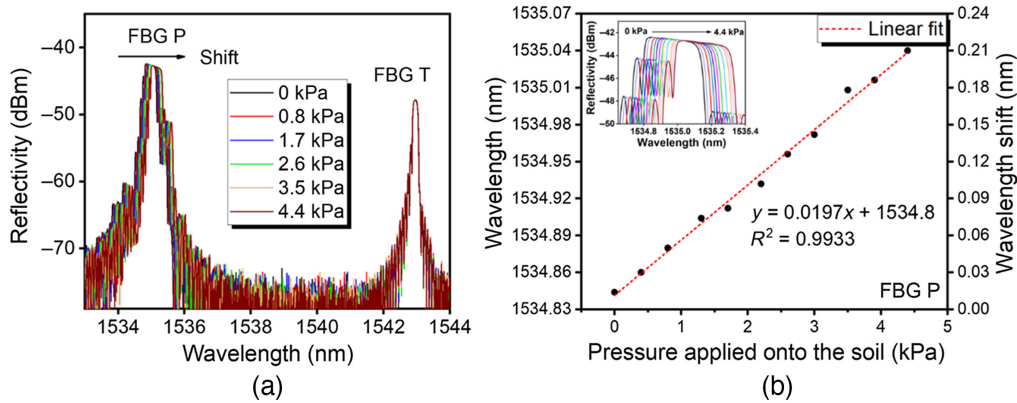 FBG P
Shift
FBG T
0 kPa
0.8 kPa
1.7 kPa
2.6 kPa
3.5 kPa
4.4 kPa
−40
−50
−60
−70
Reflectivity (dBm)
1534 1536 1538 1540 1542 1544
Wavelength (nm)
(a)
1535.07
1535.04
1535.01
1534.98
1534.95
1534.92
1534.89
1534.86
1534.83
Wavelength (nm)
0 kPa 4.4 kPa
−42
−44
−46
−48
−50
Reflectivity (dBm)
1534.8 1535.0 1535.2 1535.4
Wavelength (nm)
Linear fit
y = 0.0197x + 1534.8
R² = 0.9933
FBG P
0.24
0.21
0.18
0.15
0.12
0.09
0.06
0.03
0.00
Wavelength shift (nm)
0 1 2 3 4 5
Pressure applied onto the soil (kPa)
(b)